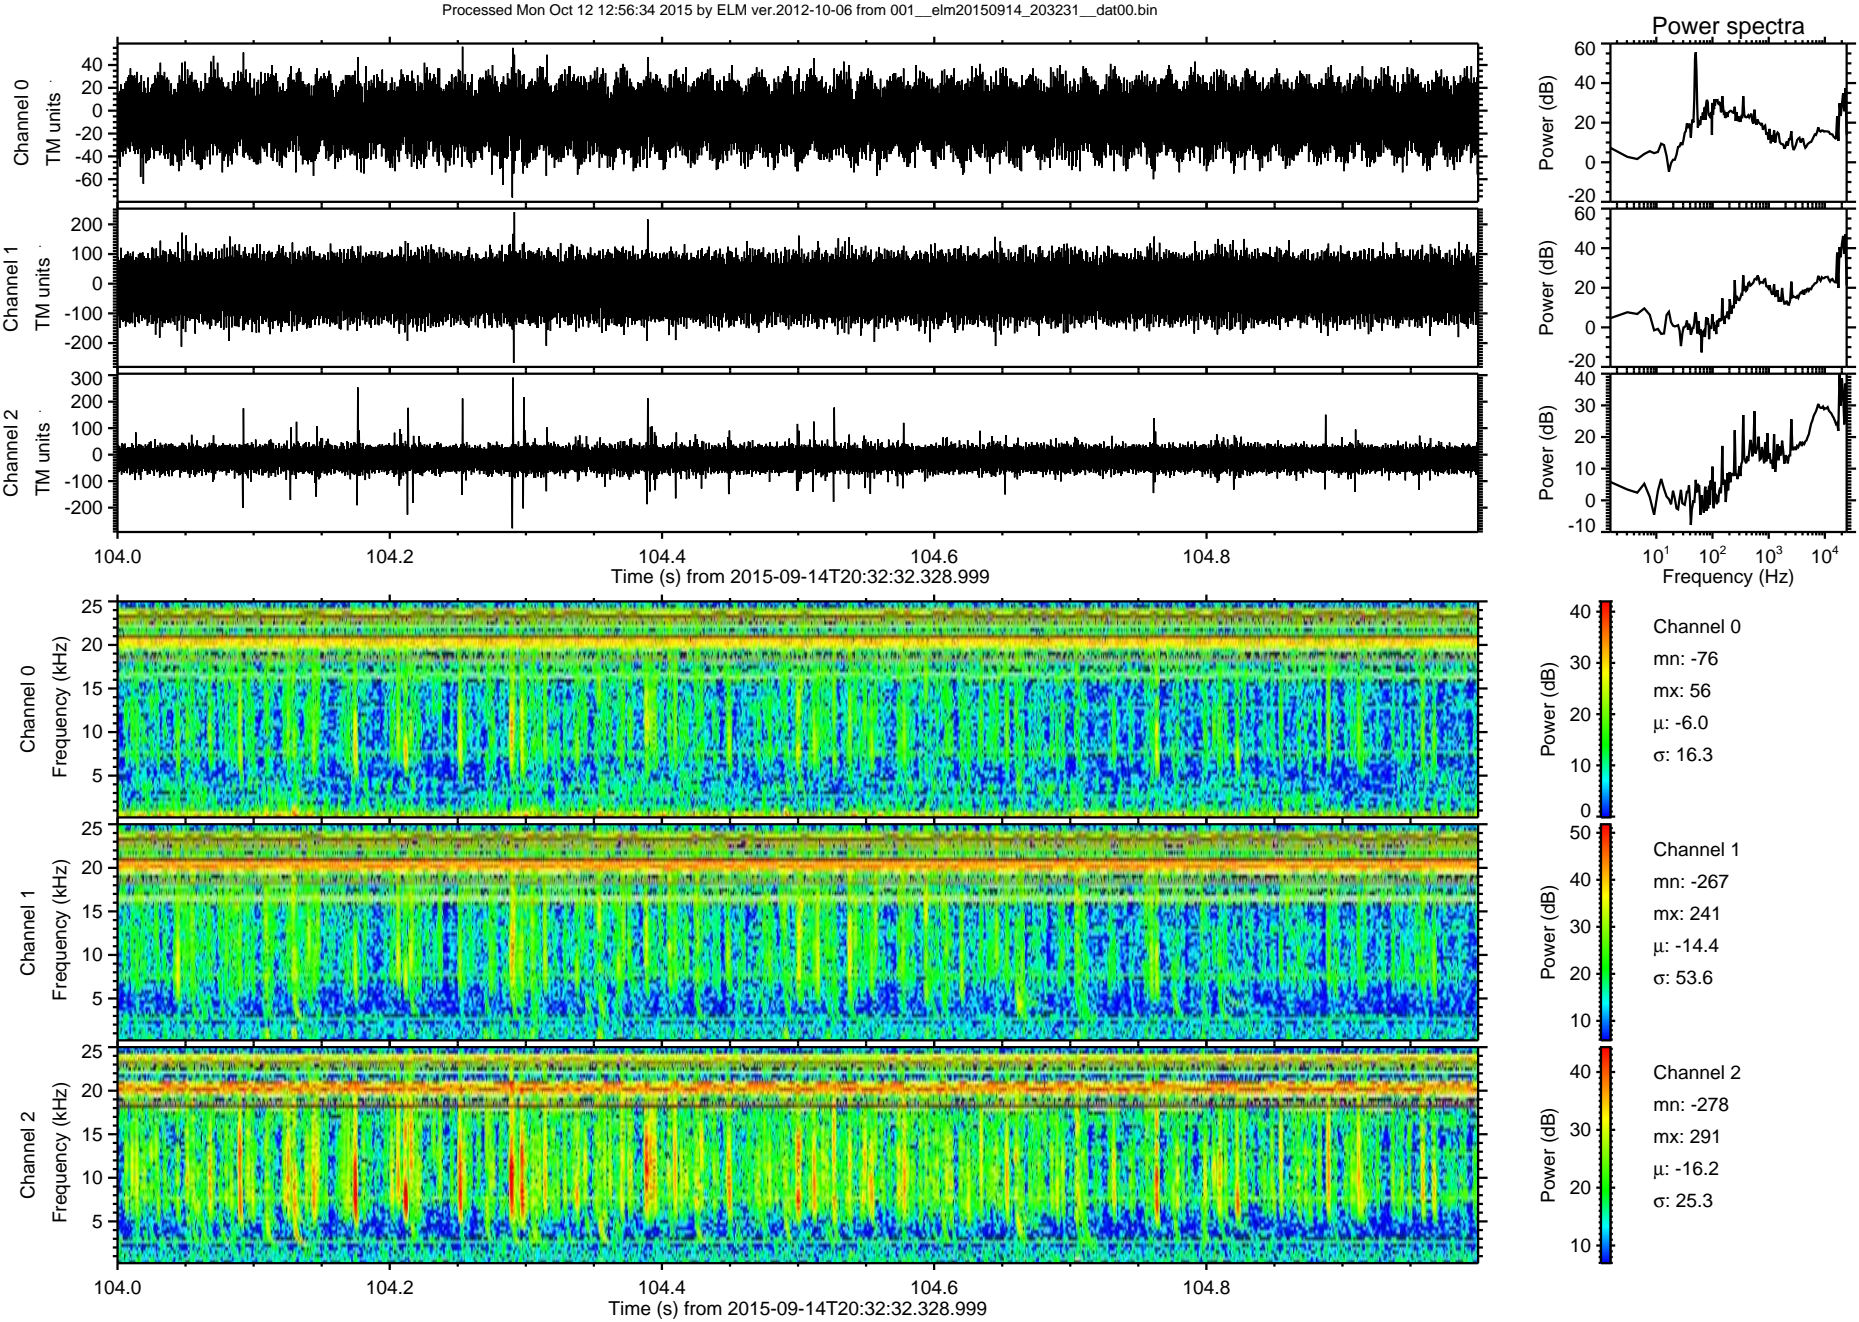 Processed Mon Oct 12 12:56:34 2015 by ELM ver.2012-10-06 from 001__elm20150914_203231__dat00.bin
Power spectra
Channel 0
TM units
40
20
0
-20
-40
-60
Power (dB)
60
40
20
0
-20
Channel 1
TM units
200
100
0
-100
-200
Power (dB)
60
40
20
0
-20
Channel 2
TM units
300
200
100
0
-100
-200
Power (dB)
40
30
20
10
0
-10
104.0 104.2 104.4 104.6 104.8
Time (s) from 2015-09-14T20:32:32.328.999
10¹ 10² 10³ 10⁴
Frequency (Hz)
Channel 0
Frequency (kHz)
25
20
15
10
5
Power (dB)
40
30
20
10
0
Channel 0
mn: -76
mx: 56
μ: -6.0
σ: 16.3
Channel 1
Frequency (kHz)
25
20
15
10
5
Power (dB)
50
40
30
20
10
Channel 1
mn: -267
mx: 241
μ: -14.4
σ: 53.6
Channel 2
Frequency (kHz)
25
20
15
10
5
Power (dB)
40
30
20
10
Channel 2
mn: -278
mx: 291
μ: -16.2
σ: 25.3
104.0 104.2 104.4 104.6 104.8
Time (s) from 2015-09-14T20:32:32.328.999